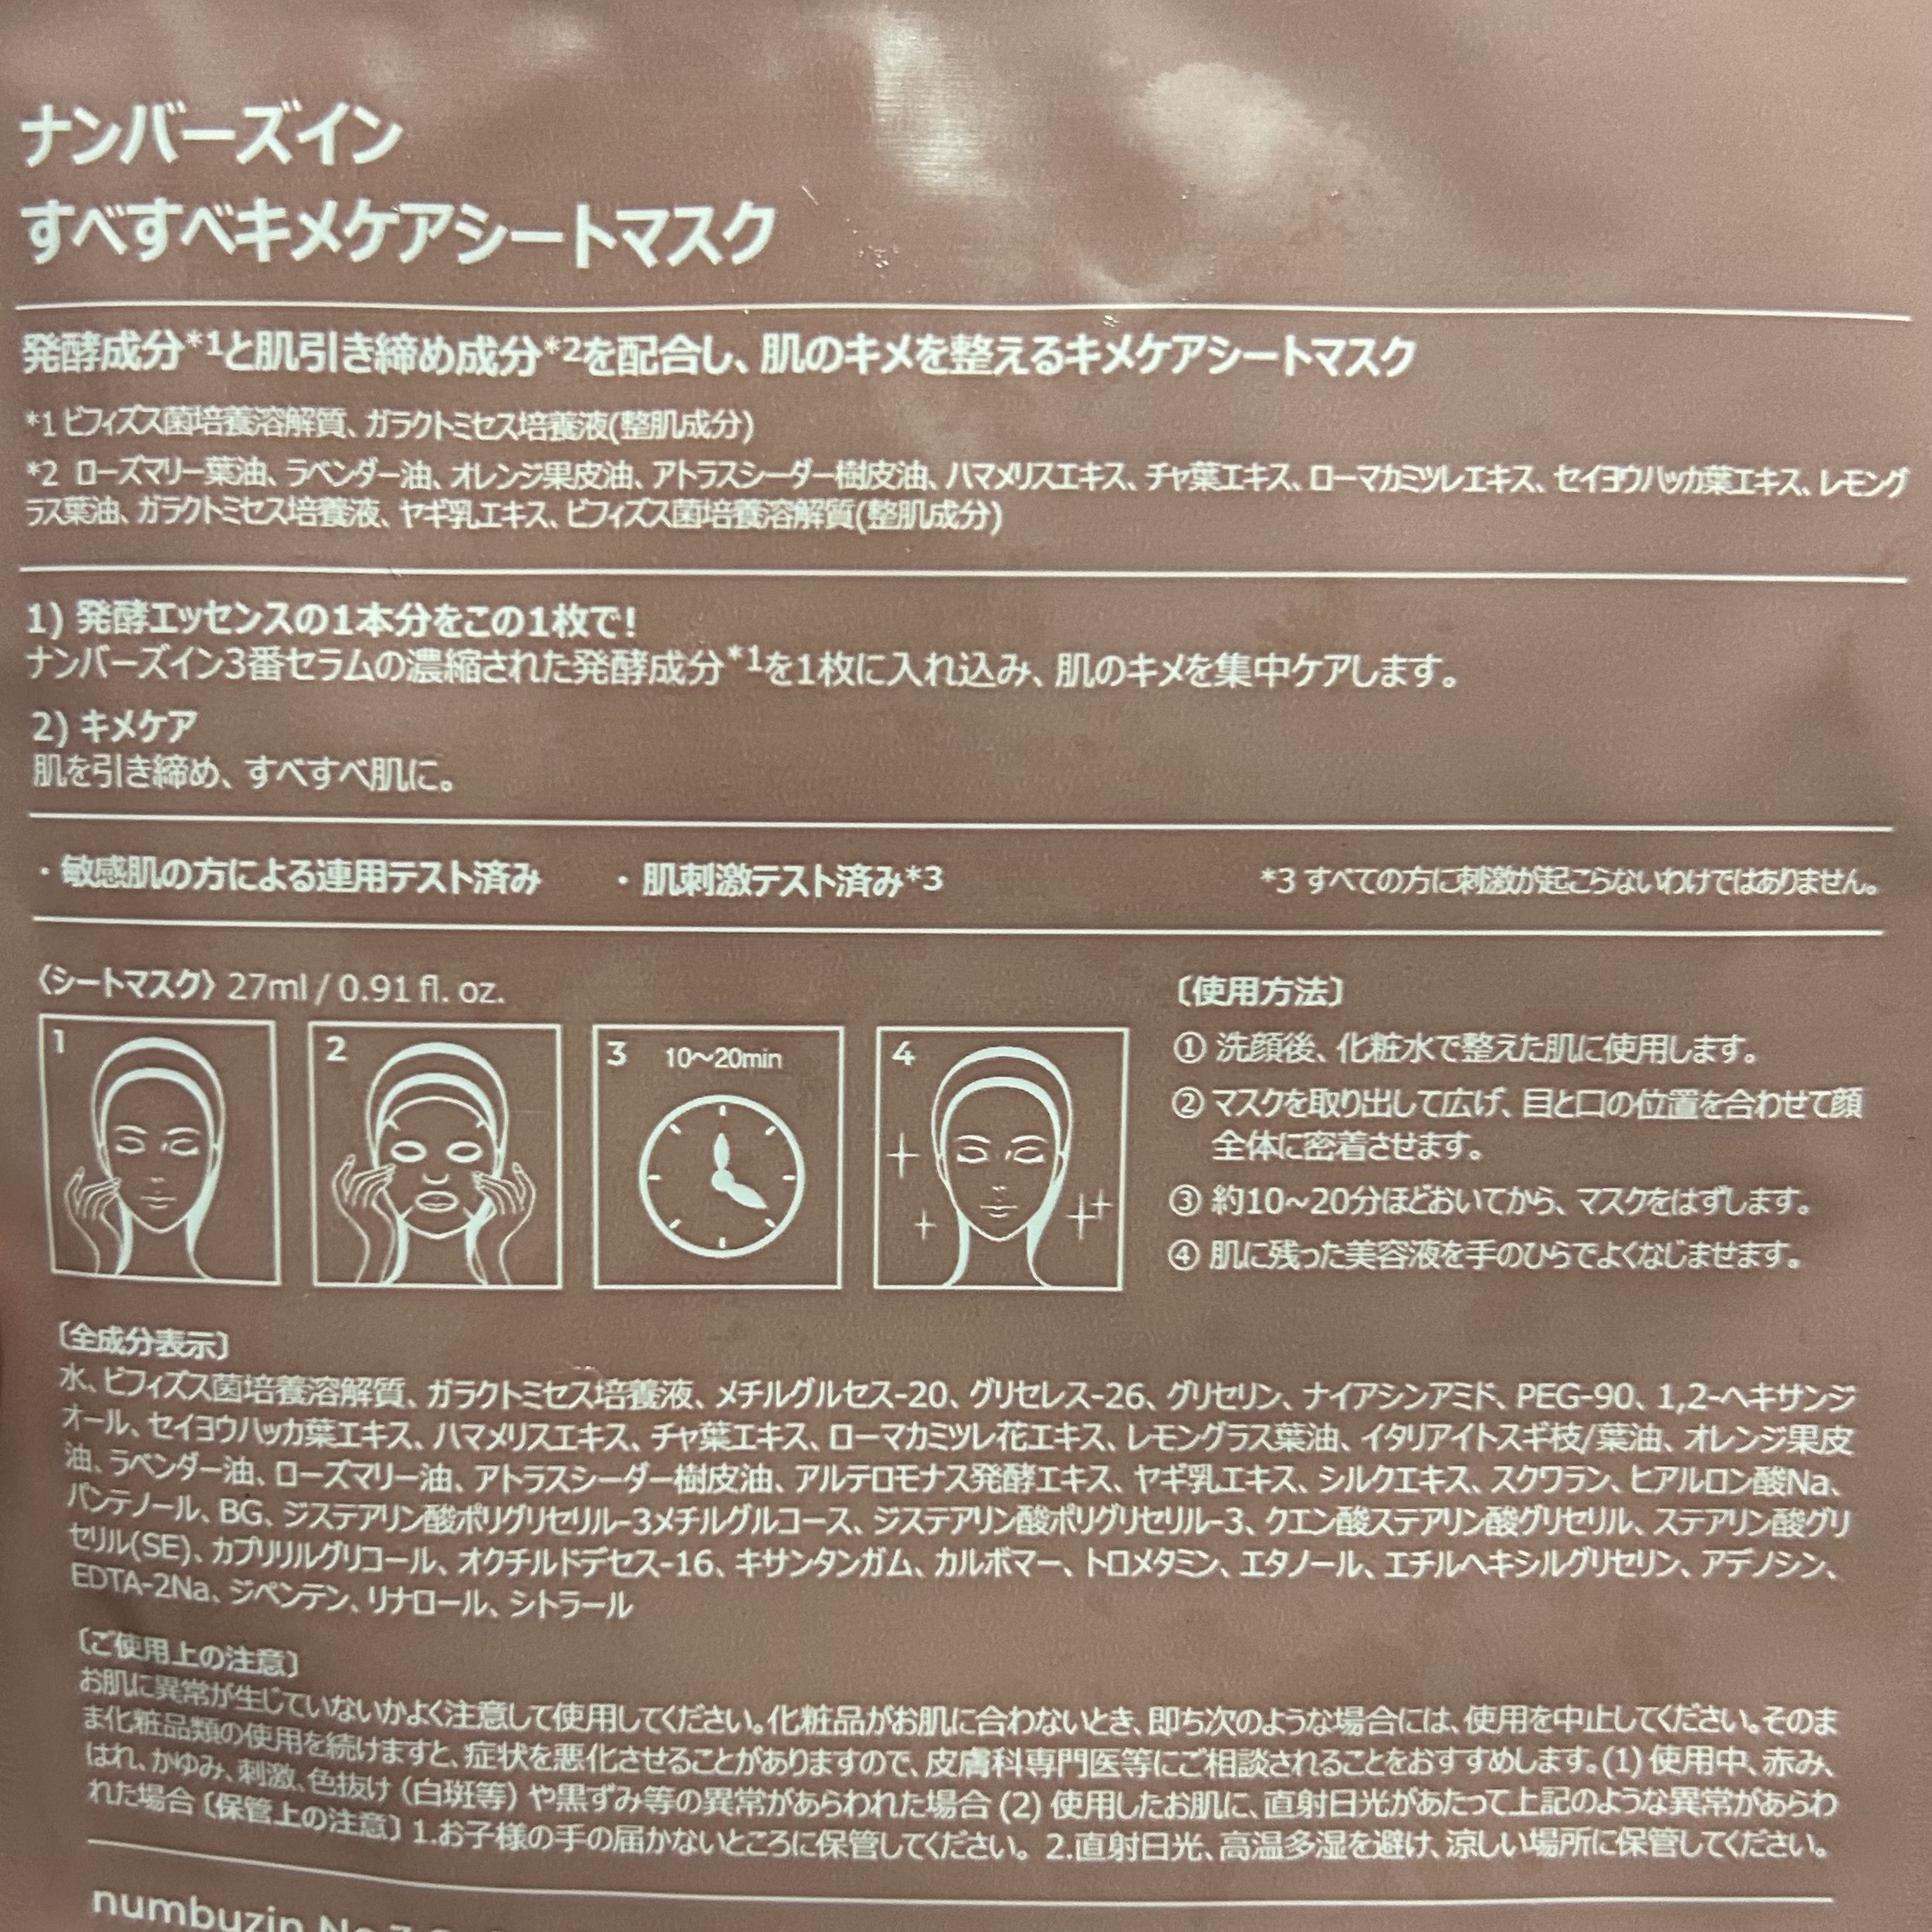 ナンバーズイン
すべすべキメケアシートマスク
発酵成分*1と肌引き締め成分*2を配合し、肌のキメを整えるキメケアシートマスク
*1 ビフィズス菌培養溶解質、ガラクトミセス培養液(整肌成分)
*2 ローズマリー葉油、ラベンダー油、オレンジ果皮油、アトラスシーダー樹皮油、ハマメリスエキス、チャ葉エキス、ローマカミツレエキス、セイヨウハッカ葉エキス、レモング
ラス葉油、ガラクトミセス培養液、ヤギ乳エキス、ビフィズス菌培養溶解質(整肌成分)
1) 発酵エッセンスの1本分をこの1枚で!
ナンバーズイン3番セラムの濃縮された発酵成分*1を1枚に入れ込み、肌のキメを集中ケアします。
2) キメケア
肌を引き締め、すべすべ肌に。
・敏感肌の方による連用テスト済み ・肌刺激テスト済み*3 *3 すべての方に刺激が起こらないわけではありません。
〈シートマスク〉27ml / 0.91 fl. oz.
1 2 3 10〜20min 4
〔使用方法〕
① 洗顔後、化粧水で整えた肌に使用します。
② マスクを取り出して広げ、目と口の位置を合わせて顔
全体に密着させます。
③ 約10〜20分ほどおいてから、マスクをはずします。
④ 肌に残った美容液を手のひらでよくなじませます。
〔全成分表示〕
水、ビフィズス菌培養溶解質、ガラクトミセス培養液、メチルグルセス-20、グリセレス-26、グリセリン、ナイアシンアミド、PEG-90、1,2-ヘキサンジ
オール、セイヨウハッカ葉エキス、ハマメリスエキス、チャ葉エキス、ローマカミツレ花エキス、レモングラス葉油、イタリアイトスギ枝/葉油、オレンジ果皮
油、ラベンダー油、ローズマリー油、アトラスシーダー樹皮油、アルテロモナス発酵エキス、ヤギ乳エキス、シルクエキス、スクワラン、ヒアルロン酸Na、
パンテノール、BG、ジステアリン酸ポリグリセリル-3メチルグルコース、ジステアリン酸ポリグリセリル-3、クエン酸ステアリン酸グリセリル、ステアリン酸グリ
セリル(SE)、カプリリルグリコール、オクチルドデセス-16、キサンタンガム、カルボマー、トロメタミン、エタノール、エチルヘキシルグリセリン、アデノシン、
EDTA-2Na、ジペンテン、リナロール、シトラール
〔ご使用上の注意〕
お肌に異常が生じていないかよく注意して使用してください。化粧品がお肌に合わないとき、即ち次のような場合には、使用を中止してください。そのま
ま化粧品類の使用を続けますと、症状を悪化させることがありますので、皮膚科専門医等にご相談されることをおすすめします。(1) 使用中、赤み、
はれ、かゆみ、刺激、色抜け（白斑等）や黒ずみ等の異常があらわれた場合 (2) 使用したお肌に、直射日光があたって上記のような異常があらわ
れた場合〔保管上の注意〕1.お子様の手の届かないところに保管してください。 2.直射日光、高温多湿を避け、涼しい場所に保管してください。
numbuzin